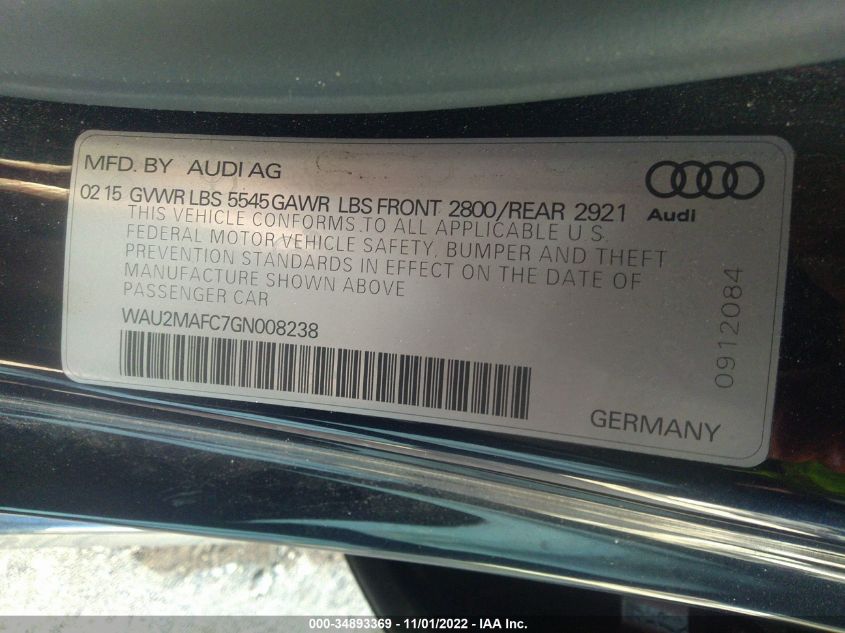 MFD. BY AUDI AG
02 15 GVWR LBS 5545 GAWR LBS FRONT 2800/REAR 2921
Audi
THIS VEHICLE CONFORMS TO ALL APPLICABLE U.S.
FEDERAL MOTOR VEHICLE SAFETY, BUMPER AND THEFT
PREVENTION STANDARDS IN EFFECT ON THE DATE OF
MANUFACTURE SHOWN ABOVE
PASSENGER CAR
WAU2MAFC7GN008238
0912084
GERMANY
000-34893369 - 11/01/2022 - IAA Inc.